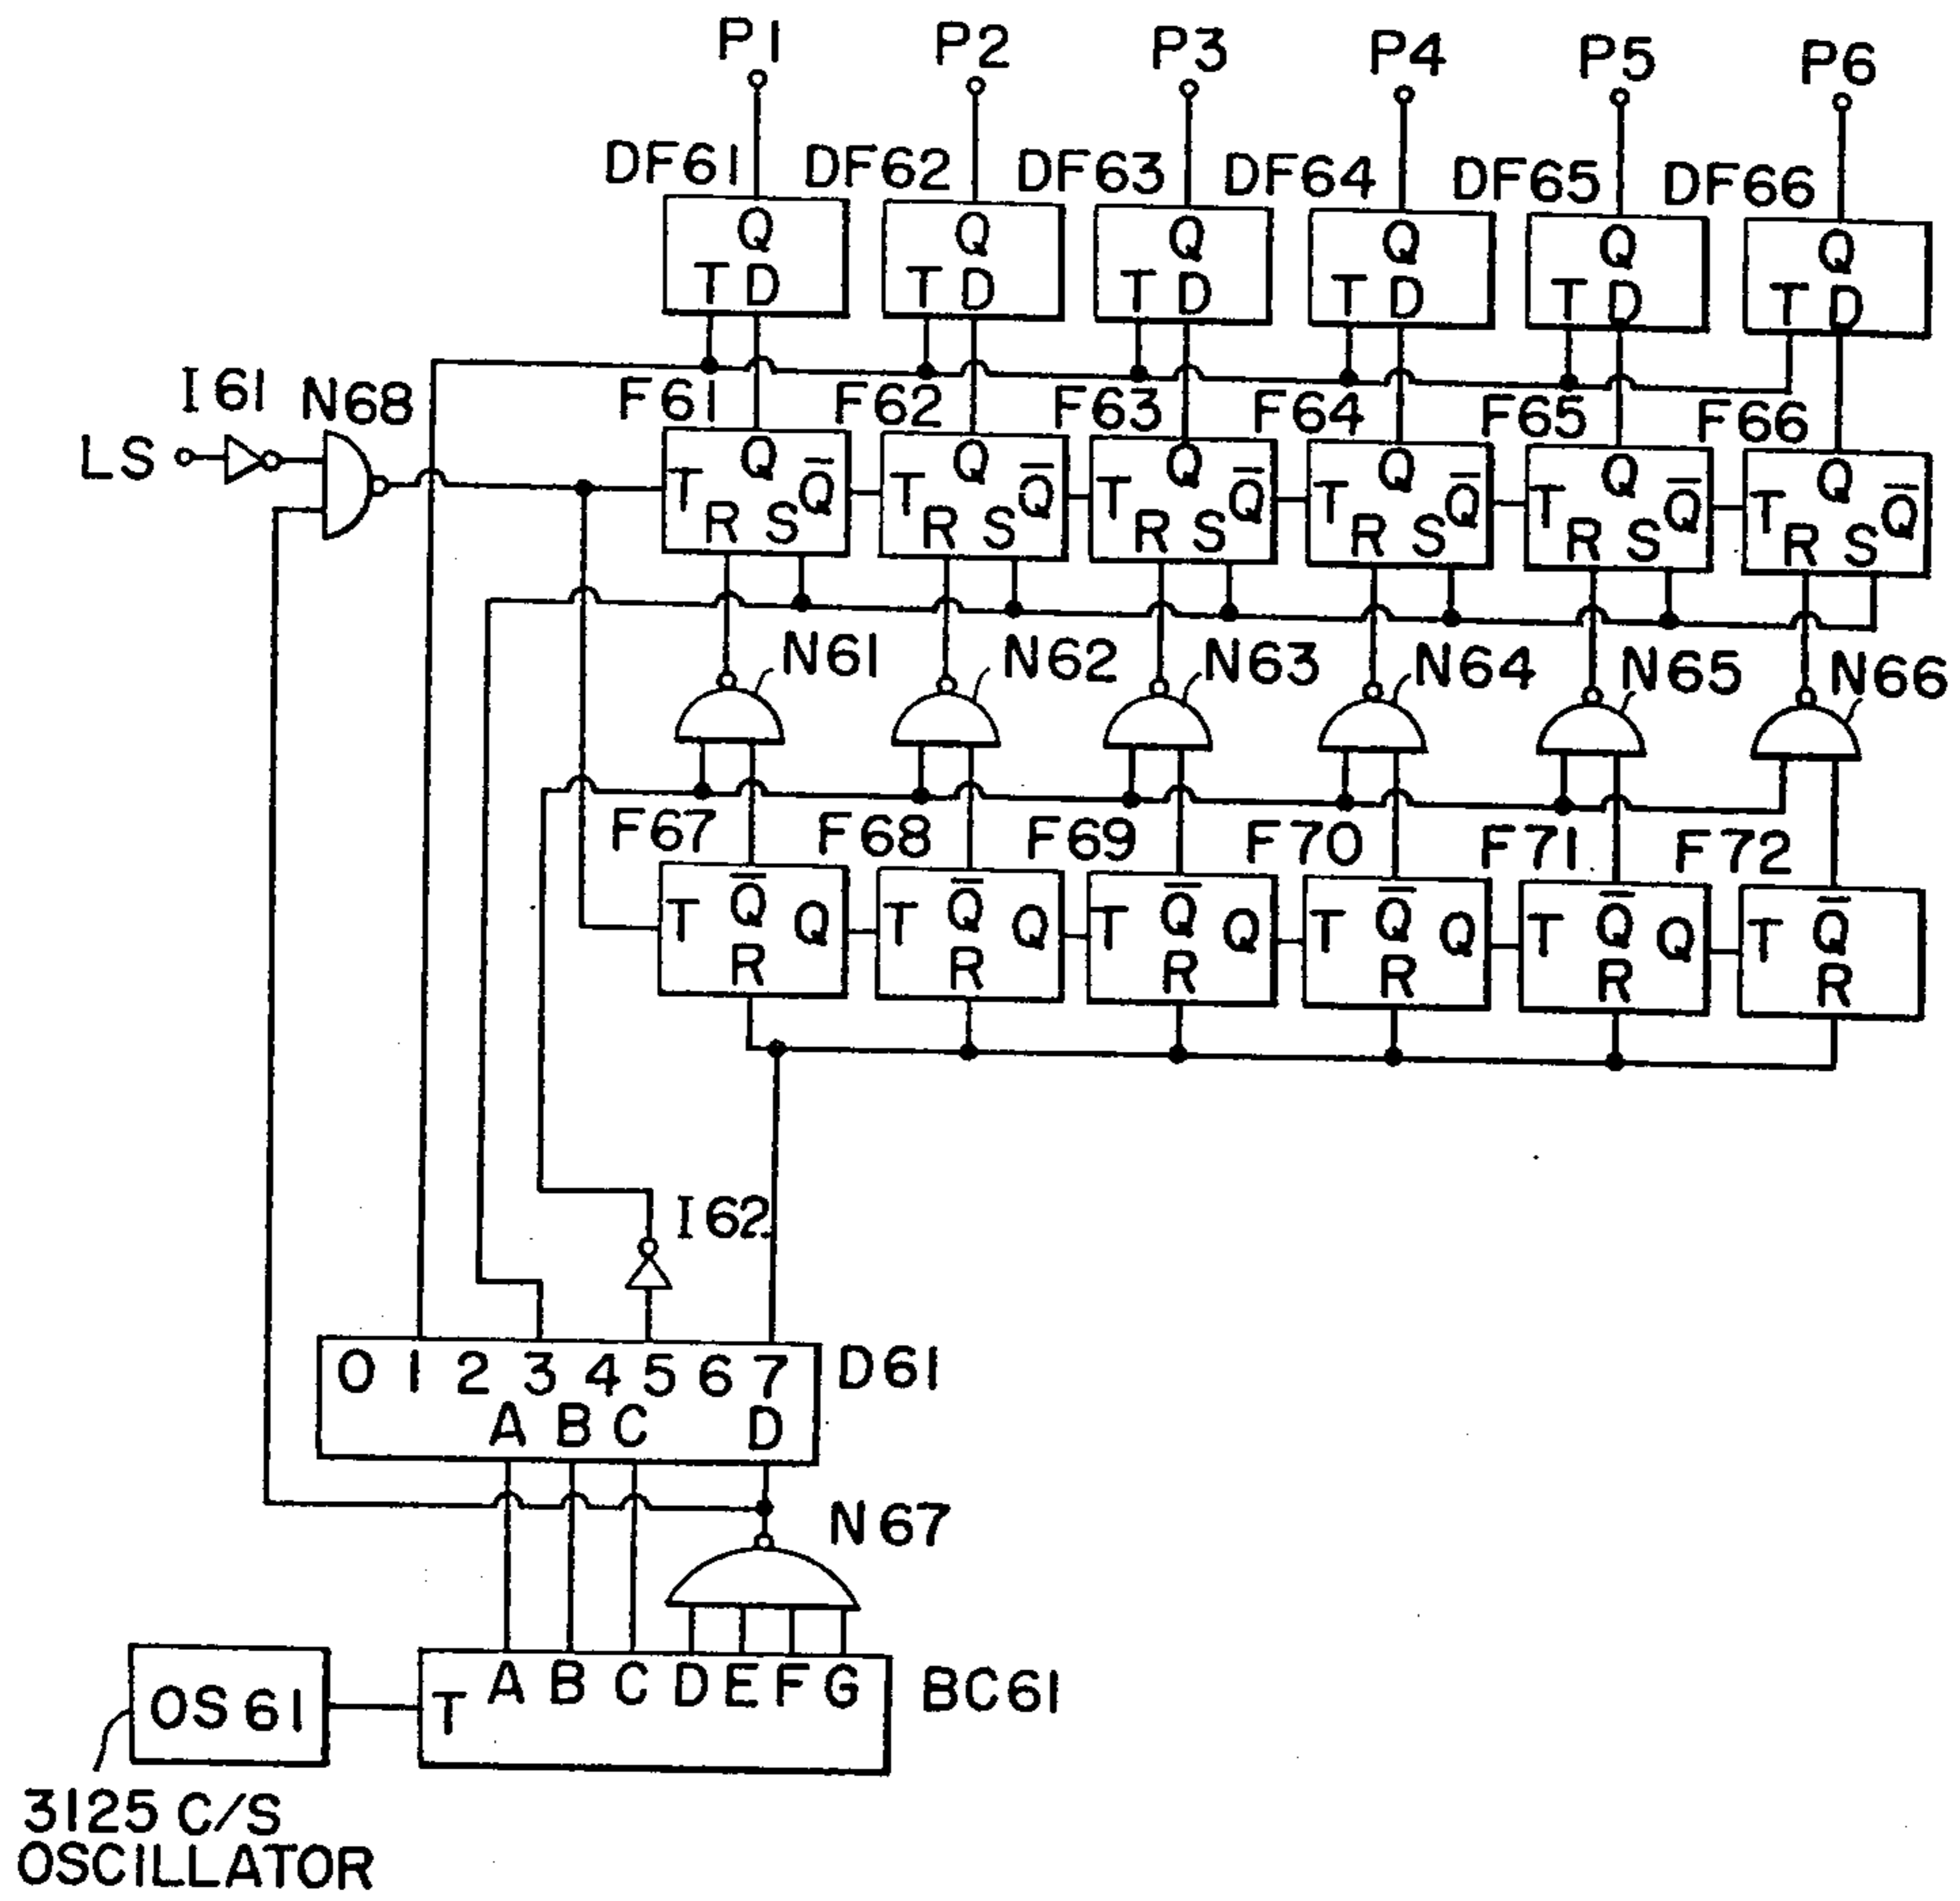 P1 P2 P3 P4 P5 P6
DF61 DF62 DF63 DF64 DF65 DF66
Q Q Q Q Q Q
T D T D T D T D T D T D
I61 N68 F61 F62 F63 F64 F65 F66
LS
T Q Q̅ T Q Q̅ T Q Q̅ T Q Q̅ T Q Q̅ T Q Q̅
R S R S R S R S R S R S
N61 N62 N63 N64 N65 N66
F67 F68 F69 F70 F71 F72
T Q̅ Q T Q̅ Q T Q̅ Q T Q̅ Q T Q̅ Q T Q̅
R R R R R R
I62
0 1 2 3 4 5 6 7 D61
A B C D
N67
A B C D E F G BC61
OS61 T
3125 C/S
OSCILLATOR